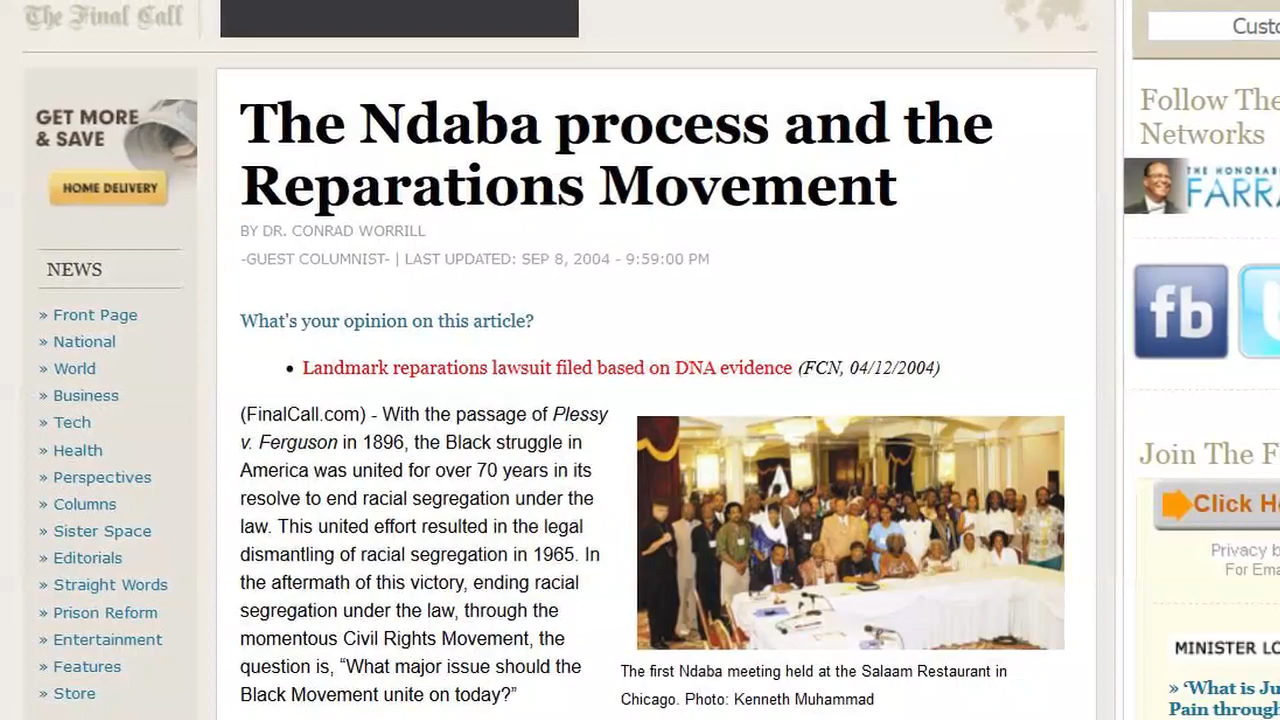 The Final Call
GET MORE
& SAVE
HOME DELIVERY
NEWS
» Front Page
» National
» World
» Business
» Tech
» Health
» Perspectives
» Columns
» Sister Space
» Editorials
» Straight Words
» Prison Reform
» Entertainment
» Features
» Store
The Ndaba process and the
Reparations Movement
BY DR. CONRAD WORRILL
-GUEST COLUMNIST- | LAST UPDATED: SEP 8, 2004 - 9:59:00 PM
What's your opinion on this article?
• Landmark reparations lawsuit filed based on DNA evidence (FCN, 04/12/2004)
(FinalCall.com) - With the passage of Plessy
v. Ferguson in 1896, the Black struggle in
America was united for over 70 years in its
resolve to end racial segregation under the
law. This united effort resulted in the legal
dismantling of racial segregation in 1965. In
the aftermath of this victory, ending racial
segregation under the law, through the
momentous Civil Rights Movement, the
question is, “What major issue should the
Black Movement unite on today?”
The first Ndaba meeting held at the Salaam Restaurant in
Chicago. Photo: Kenneth Muhammad
Custo
Follow The
Networks
THE HONORAB
FARRA
fb
Join The F
Click H
Privacy b
For Ema
MINISTER LO
» ‘What is Ju
Pain through